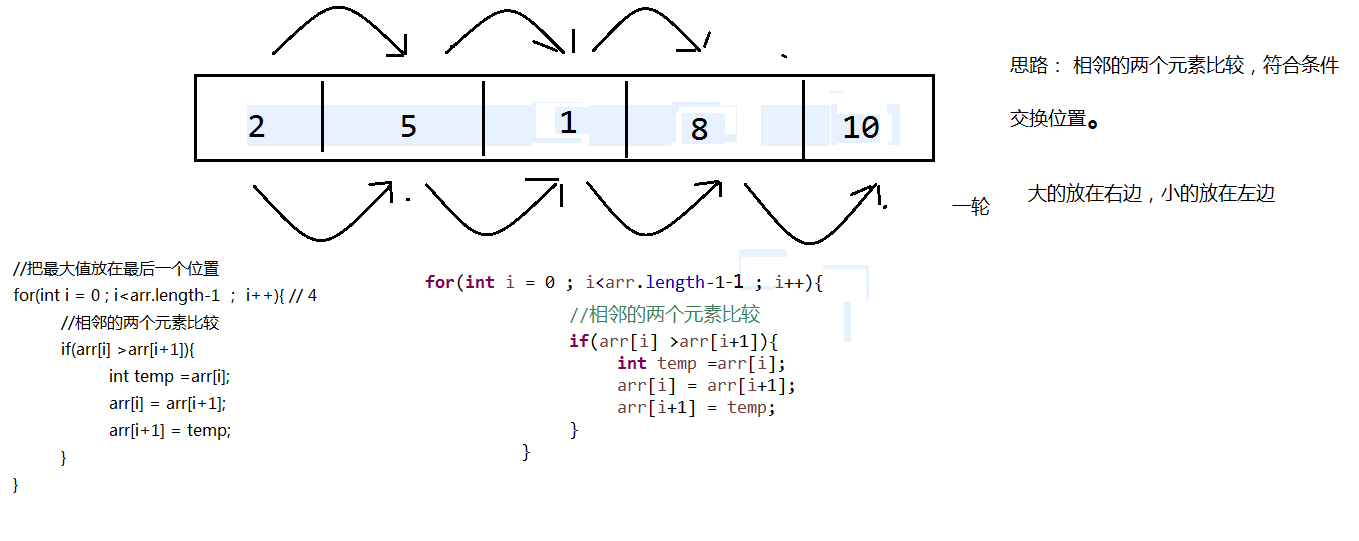 思路： 相邻的两个元素比较，符合条件
交换位置。
2 5 1 8 10
一轮 大的放在右边，小的放在左边
//把最大值放在最后一个位置
for(int i = 0 ; i<arr.length-1 ; i++){ // 4
//相邻的两个元素比较
if(arr[i] >arr[i+1]){
int temp =arr[i];
arr[i] = arr[i+1];
arr[i+1] = temp;
}
}
for(int i = 0 ; i<arr.length-1-1 ; i++){
//相邻的两个元素比较
if(arr[i] >arr[i+1]){
int temp =arr[i];
arr[i] = arr[i+1];
arr[i+1] = temp;
}
}